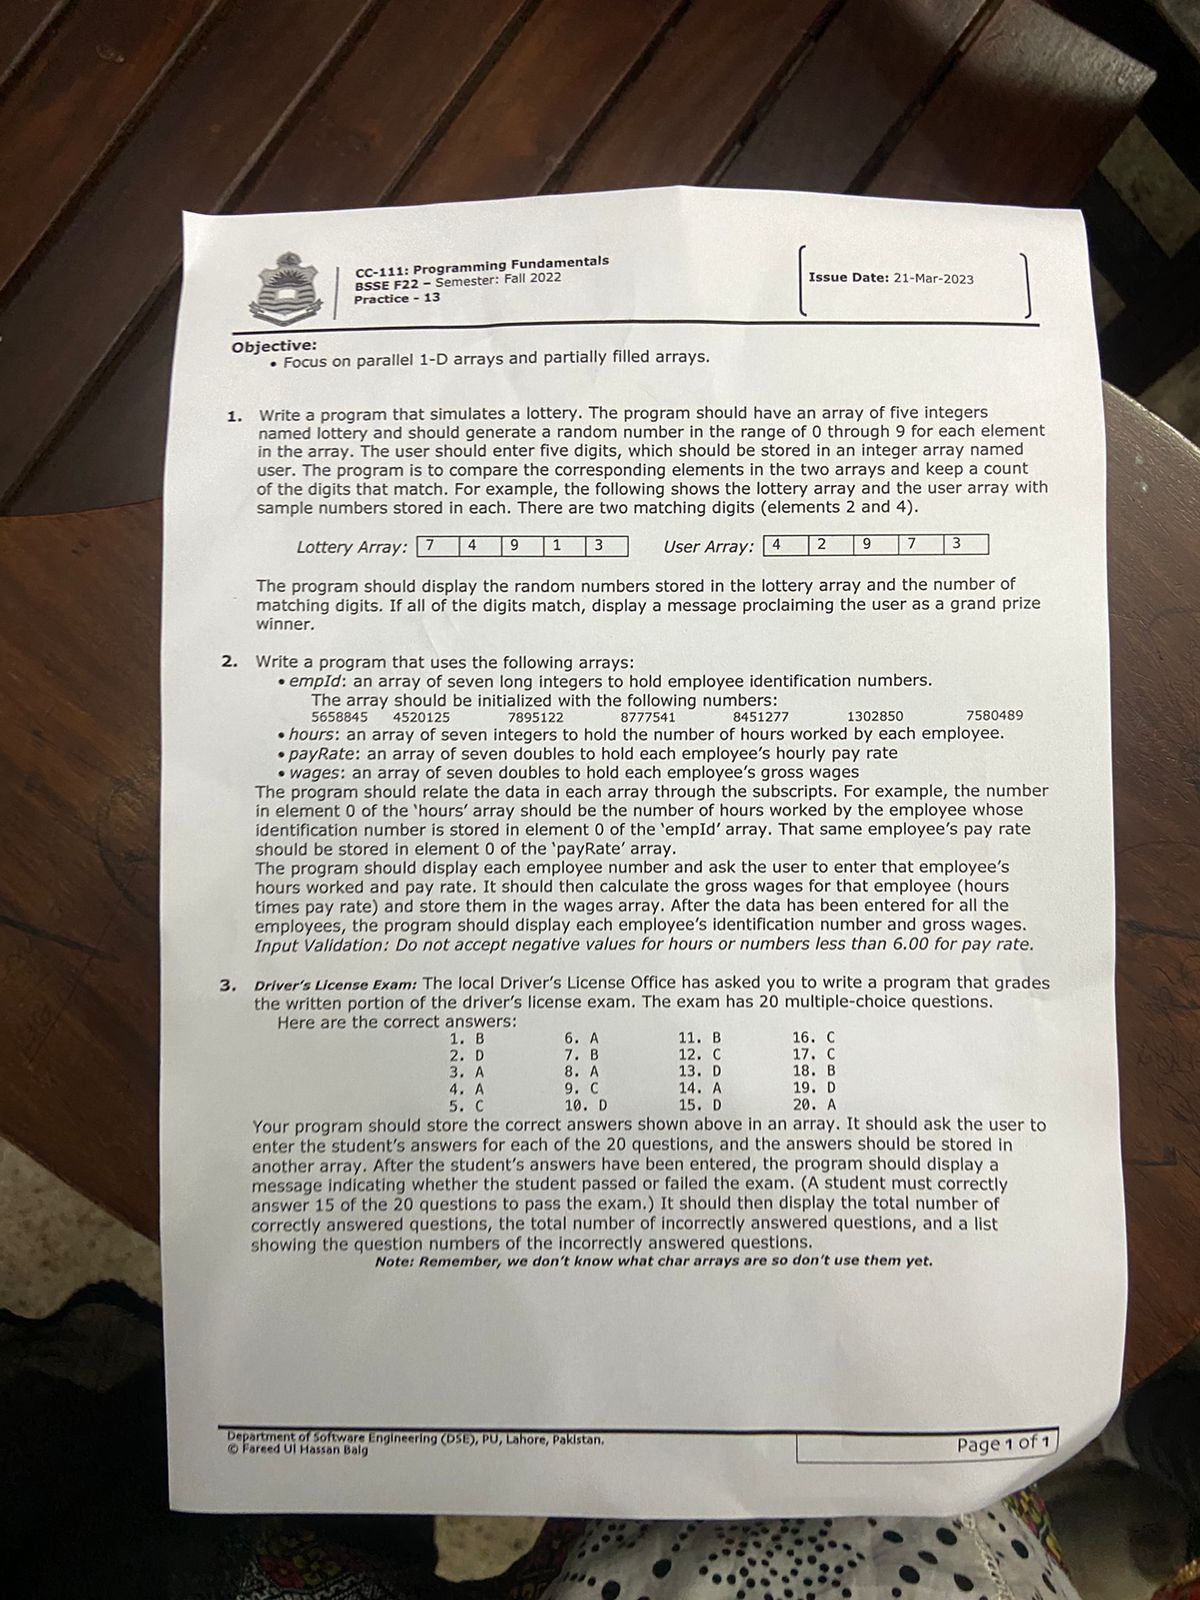 CC-111: Programming Fundamentals
BSSE F22 – Semester: Fall 2022
Practice - 13
Issue Date: 21-Mar-2023
Objective:
• Focus on parallel 1-D arrays and partially filled arrays.
1. Write a program that simulates a lottery. The program should have an array of five integers
named lottery and should generate a random number in the range of 0 through 9 for each element
in the array. The user should enter five digits, which should be stored in an integer array named
user. The program is to compare the corresponding elements in the two arrays and keep a count
of the digits that match. For example, the following shows the lottery array and the user array with
sample numbers stored in each. There are two matching digits (elements 2 and 4).
Lottery Array: 7 4 9 1 3 User Array: 4 2 9 7 3
The program should display the random numbers stored in the lottery array and the number of
matching digits. If all of the digits match, display a message proclaiming the user as a grand prize
winner.
2. Write a program that uses the following arrays:
• empId: an array of seven long integers to hold employee identification numbers.
The array should be initialized with the following numbers:
5658845 4520125 7895122 8777541 8451277 1302850 7580489
• hours: an array of seven integers to hold the number of hours worked by each employee.
• payRate: an array of seven doubles to hold each employee's hourly pay rate
• wages: an array of seven doubles to hold each employee's gross wages
The program should relate the data in each array through the subscripts. For example, the number
in element 0 of the 'hours' array should be the number of hours worked by the employee whose
identification number is stored in element 0 of the 'empId' array. That same employee's pay rate
should be stored in element 0 of the 'payRate' array.
The program should display each employee number and ask the user to enter that employee's
hours worked and pay rate. It should then calculate the gross wages for that employee (hours
times pay rate) and store them in the wages array. After the data has been entered for all the
employees, the program should display each employee's identification number and gross wages.
Input Validation: Do not accept negative values for hours or numbers less than 6.00 for pay rate.
3. Driver's License Exam: The local Driver's License Office has asked you to write a program that grades
the written portion of the driver's license exam. The exam has 20 multiple-choice questions.
Here are the correct answers:
1. B 6. A 11. B 16. C
2. D 7. B 12. C 17. C
3. A 8. A 13. D 18. B
4. A 9. C 14. A 19. D
5. C 10. D 15. D 20. A
Your program should store the correct answers shown above in an array. It should ask the user to
enter the student's answers for each of the 20 questions, and the answers should be stored in
another array. After the student's answers have been entered, the program should display a
message indicating whether the student passed or failed the exam. (A student must correctly
answer 15 of the 20 questions to pass the exam.) It should then display the total number of
correctly answered questions, the total number of incorrectly answered questions, and a list
showing the question numbers of the incorrectly answered questions.
Note: Remember, we don't know what char arrays are so don't use them yet.
Department of Software Engineering (DSE), PU, Lahore, Pakistan.
© Fareed Ul Hassan Baig
Page 1 of 1